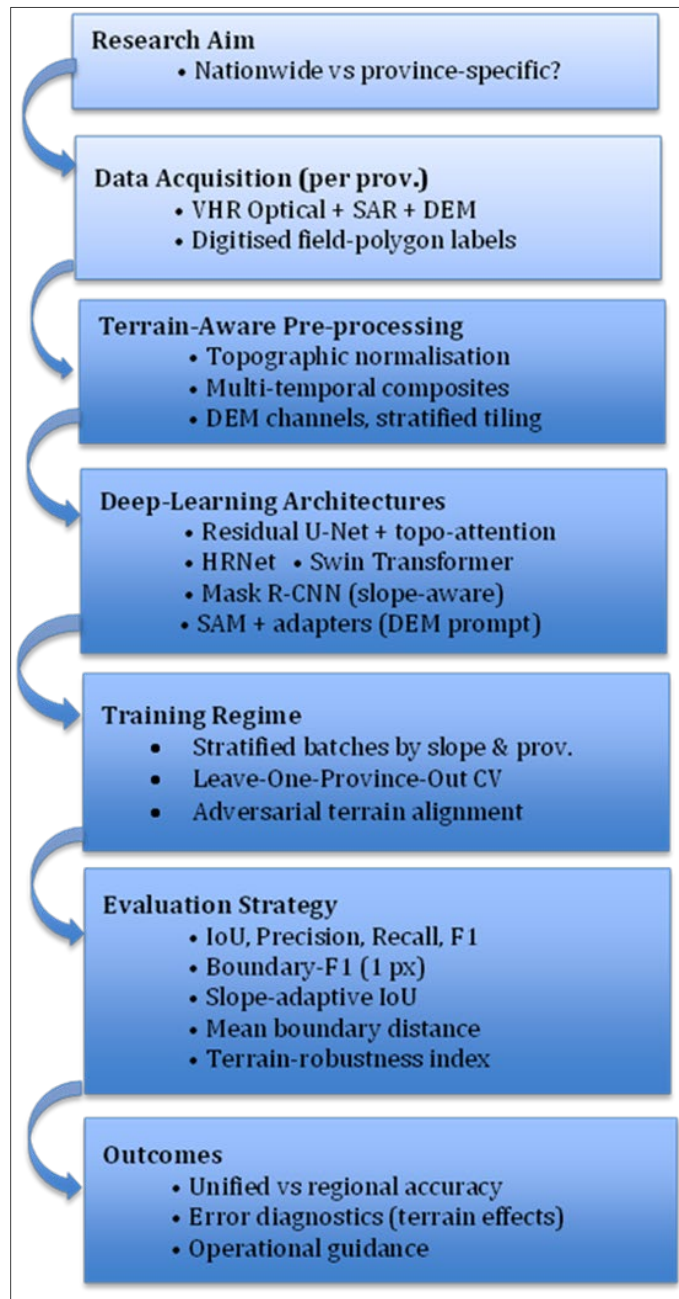 Research Aim
• Nationwide vs province-specific?
Data Acquisition (per prov.)
• VHR Optical + SAR + DEM
• Digitised field-polygon labels
Terrain-Aware Pre-processing
• Topographic normalisation
• Multi-temporal composites
• DEM channels, stratified tiling
Deep-Learning Architectures
• Residual U-Net + topo-attention
• HRNet • Swin Transformer
• Mask R-CNN (slope-aware)
• SAM + adapters (DEM prompt)
Training Regime
• Stratified batches by slope & prov.
• Leave-One-Province-Out CV
• Adversarial terrain alignment
Evaluation Strategy
• IoU, Precision, Recall, F1
• Boundary-F1 (1 px)
• Slope-adaptive IoU
• Mean boundary distance
• Terrain-robustness index
Outcomes
• Unified vs regional accuracy
• Error diagnostics (terrain effects)
• Operational guidance